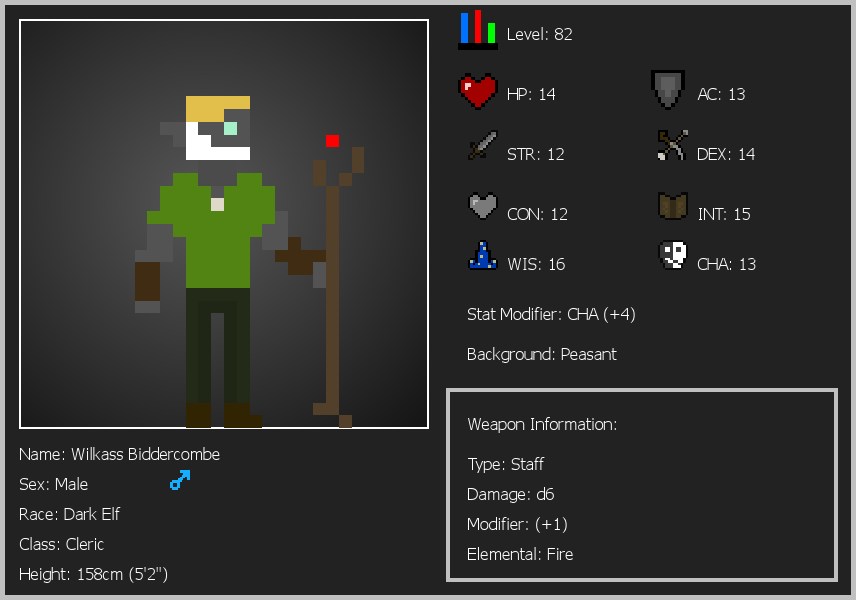 Level: 82
HP: 14
AC: 13
STR: 12
DEX: 14
CON: 12
INT: 15
WIS: 16
CHA: 13
Stat Modifier: CHA (+4)
Background: Peasant
Weapon Information:
Type: Staff
Damage: d6
Modifier: (+1)
Elemental: Fire
Name: Wilkass Biddercombe
Sex: Male
Race: Dark Elf
Class: Cleric
Height: 158cm (5'2")